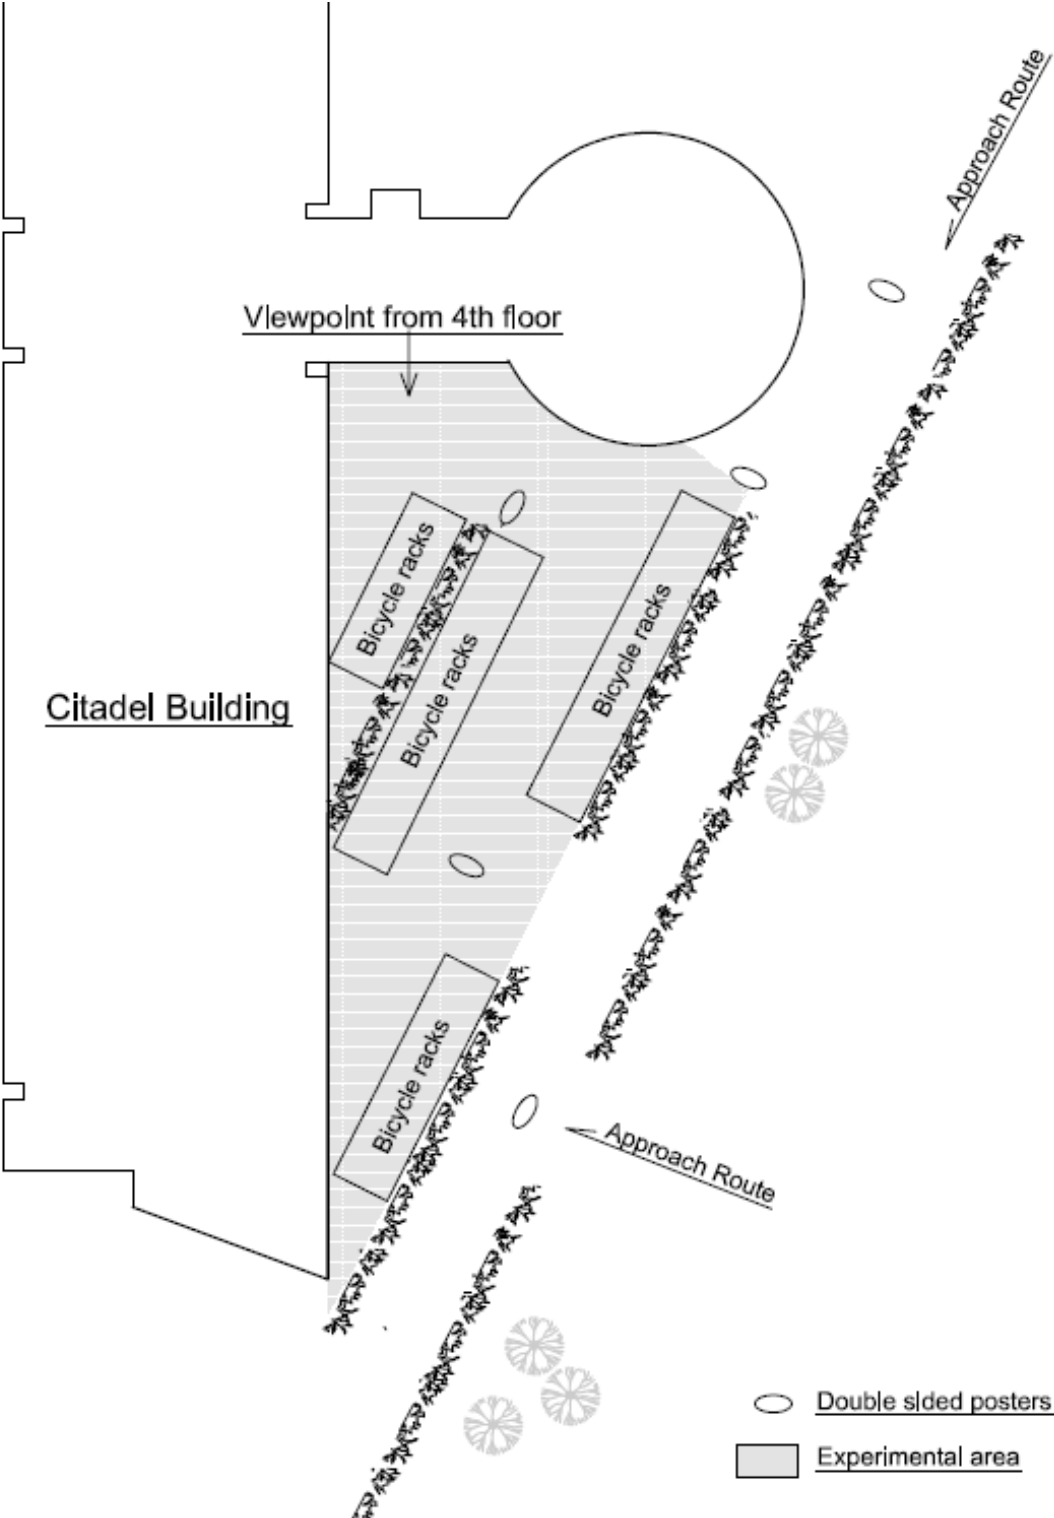 Approach Route
Viewpoint from 4th floor
Bicycle racks
Bicycle racks
Bicycle racks
Citadel Building
Bicycle racks
Approach Route
Double sided posters
Experimental area